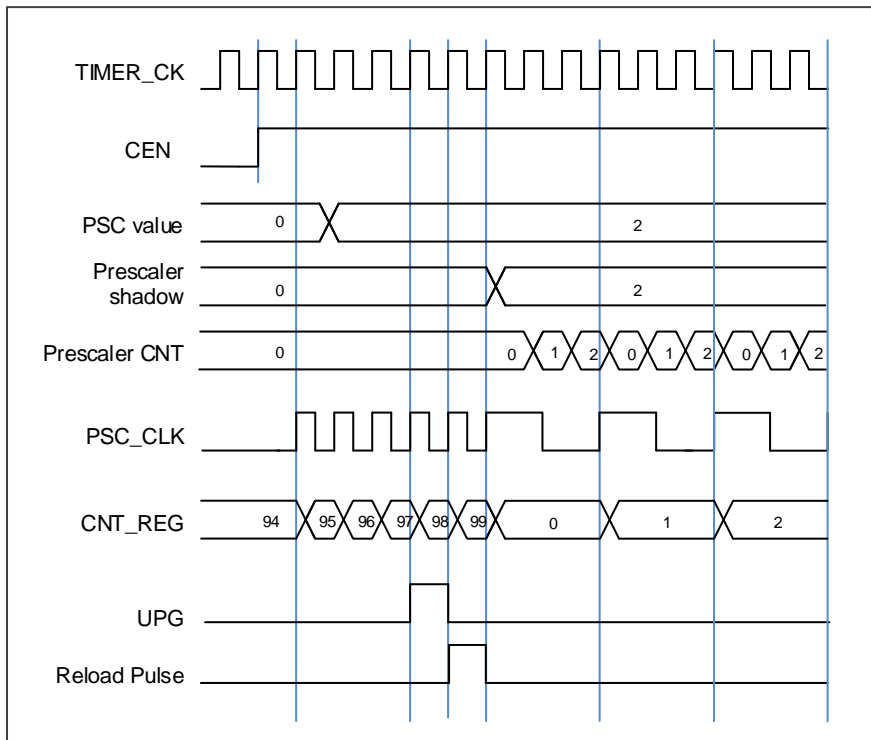 TIMER_CK
CEN
PSC value 0 2
Prescaler
shadow 0 2
Prescaler CNT 0 0 1 2 0 1 2 0 1 2
PSC_CLK
CNT_REG 94 95 96 97 98 99 0 1 2
UPG
Reload Pulse